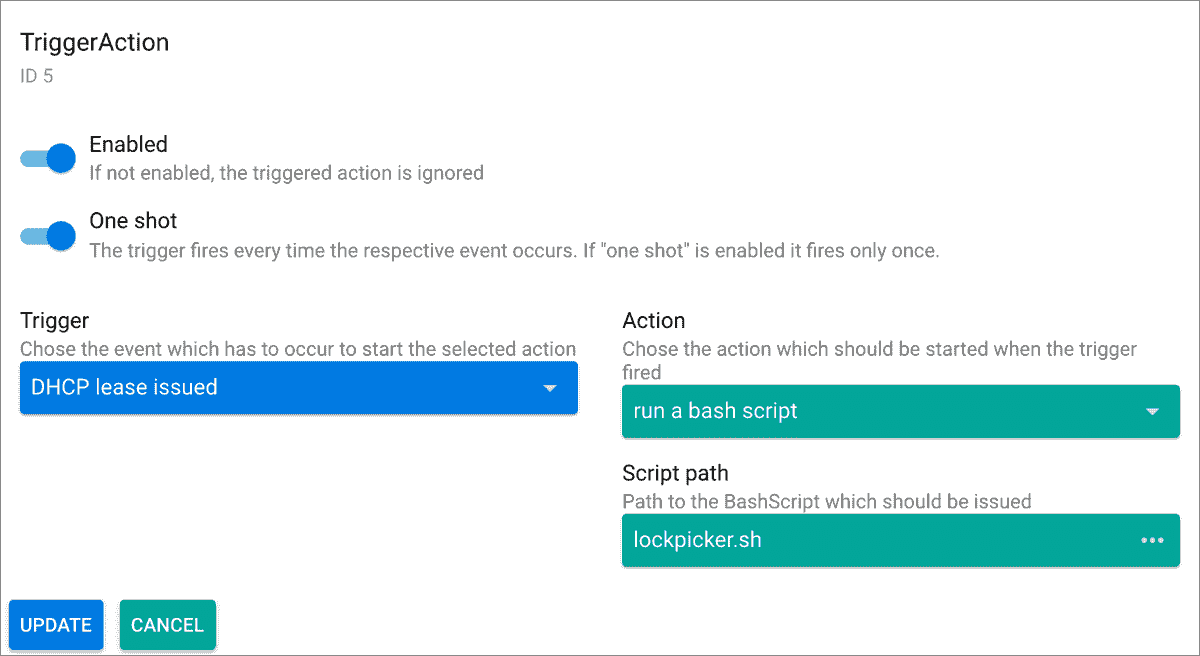 TriggerAction
ID 5
Enabled
If not enabled, the triggered action is ignored
One shot
The trigger fires every time the respective event occurs. If "one shot" is enabled it fires only once.
Trigger
Chose the event which has to occur to start the selected action
DHCP lease issued
Action
Chose the action which should be started when the trigger
fired
run a bash script
Script path
Path to the BashScript which should be issued
lockpicker.sh
UPDATE CANCEL